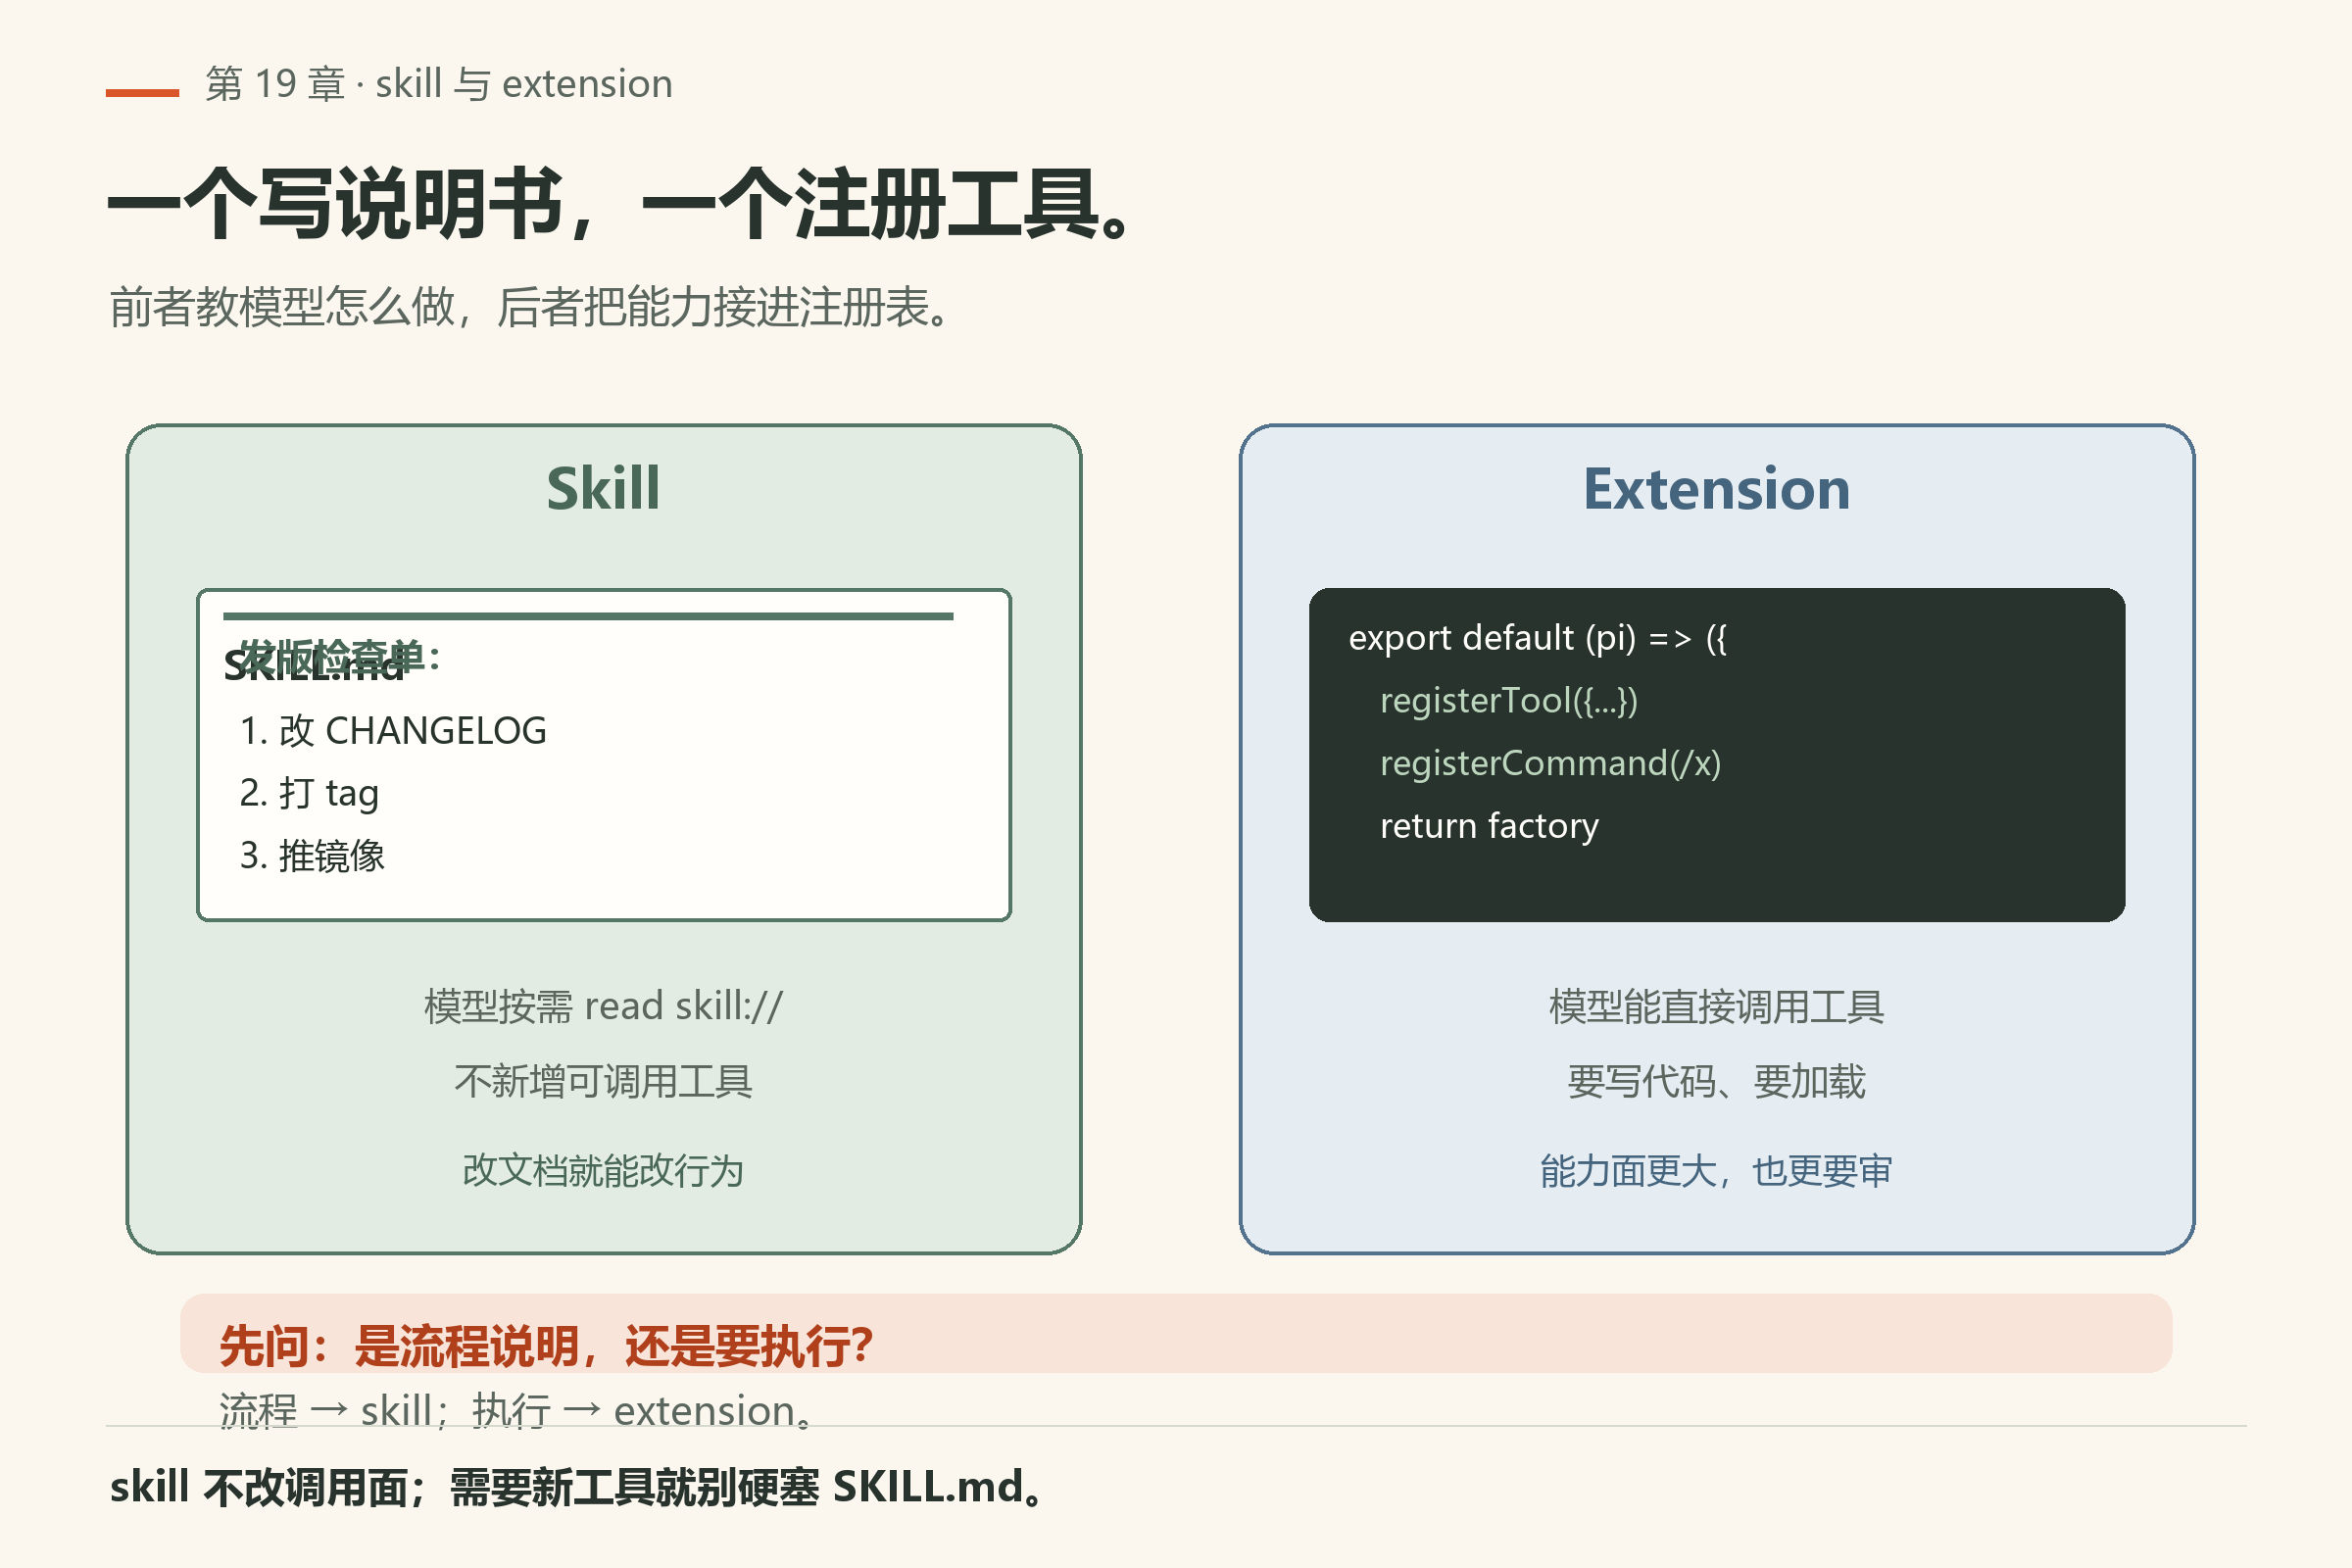 第 19 章 · skill 与 extension
一个写说明书，一个注册工具。
前者教模型怎么做，后者把能力接进注册表。
Skill
SKILL.md
发版检查单：
1. 改 CHANGELOG
2. 打 tag
3. 推镜像
模型按需 read skill://
不新增可调用工具
改文档就能改行为
Extension
export default (pi) => ({
registerTool({...})
registerCommand(/x)
return factory
模型能直接调用工具
要写代码、要加载
能力面更大，也更要审
先问：是流程说明，还是要执行？
流程 → skill；执行 → extension。
skill 不改调用面；需要新工具就别硬塞 SKILL.md。